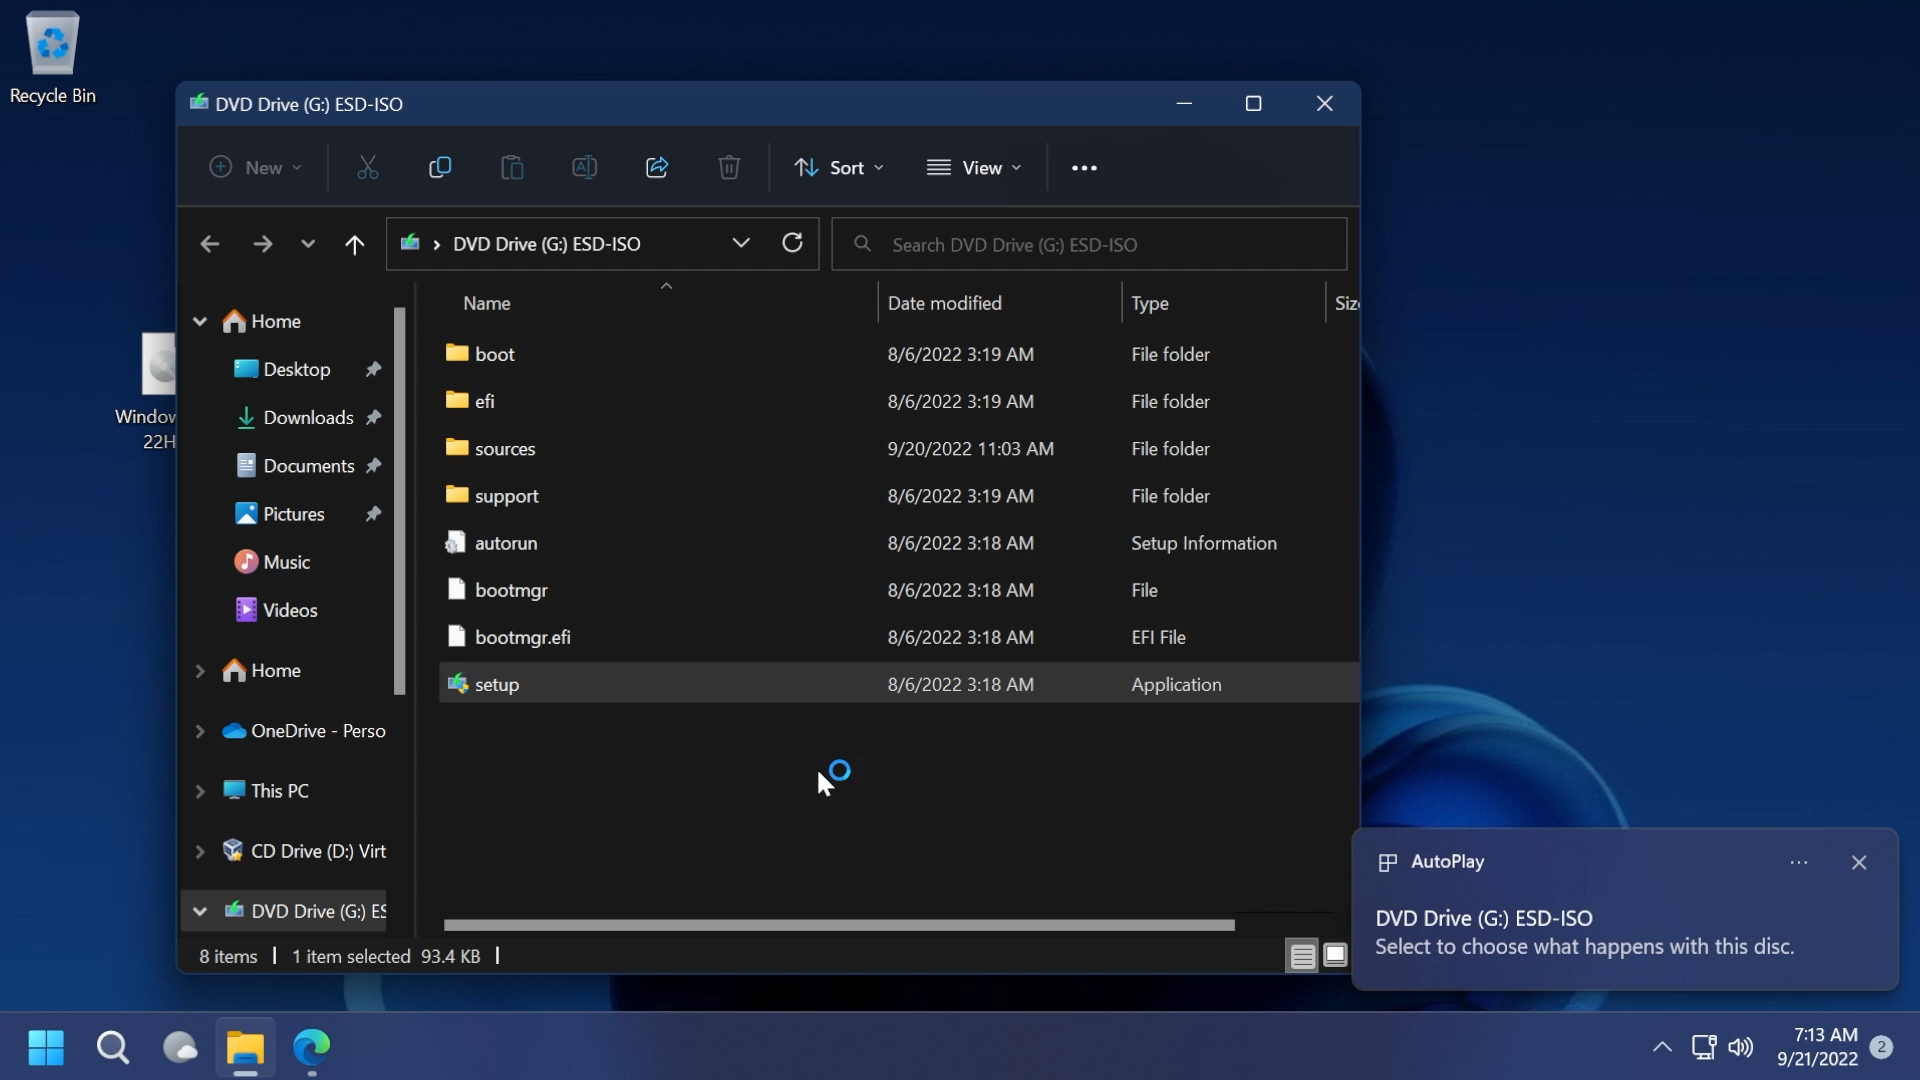 Recycle Bin
Window
22H
DVD Drive (G:) ESD-ISO
New
Sort
View
DVD Drive (G:) ESD-ISO
Search DVD Drive (G:) ESD-ISO
Name Date modified Type Siz
Home
Desktop
Downloads
Documents
Pictures
Music
Videos
Home
OneDrive - Perso
This PC
CD Drive (D:) Virt
DVD Drive (G:) ES
boot 8/6/2022 3:19 AM File folder
efi 8/6/2022 3:19 AM File folder
sources 9/20/2022 11:03 AM File folder
support 8/6/2022 3:19 AM File folder
autorun 8/6/2022 3:18 AM Setup Information
bootmgr 8/6/2022 3:18 AM File
bootmgr.efi 8/6/2022 3:18 AM EFI File
setup 8/6/2022 3:18 AM Application
8 items 1 item selected 93.4 KB
AutoPlay
DVD Drive (G:) ESD-ISO
Select to choose what happens with this disc.
7:13 AM
9/21/2022
2